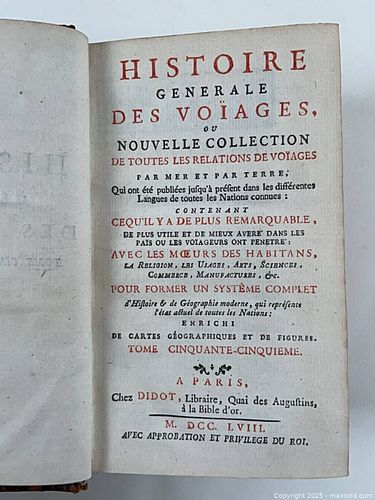 HISTOIRE
GENERALE
DES VOÏAGES,
OU
NOUVELLE COLLECTION
DE TOUTES LES RELATIONS DE VOÏAGES
PAR MER ET PAR TERRE,
Qui ont été publiées jusqu'à présent dans les différentes
Langues de toutes les Nations connues :
CONTENANT
CE QU'IL Y A DE PLUS REMARQUABLE,
DE PLUS UTILE ET DE MIEUX AVERÉ DANS LES
PAÏS OU LES VOÏAGEURS ONT PENETRÉ :
AVEC LES MŒURS DES HABITANS,
LA RELIGION, LES USAGES, ARTS, SCIENCES,
COMMERCE, MANUFACTURES, &c.
POUR FORMER UN SYSTÊME COMPLET
d'Histoire & de Géographie moderne, qui représente
l'état actuel de toutes les Nations :
ENRICHI
DE CARTES GÉOGRAPHIQUES ET DE FIGURES.
TOME CINQUANTE-CINQUIEME.
A PARIS,
Chez DIDOT, Libraire, Quai des Augustins,
à la Bible d'or.
M. DCC. LVIII.
AVEC APPROBATION ET PRIVILEGE DU ROI.
Copyright 2025 - maxsold.com